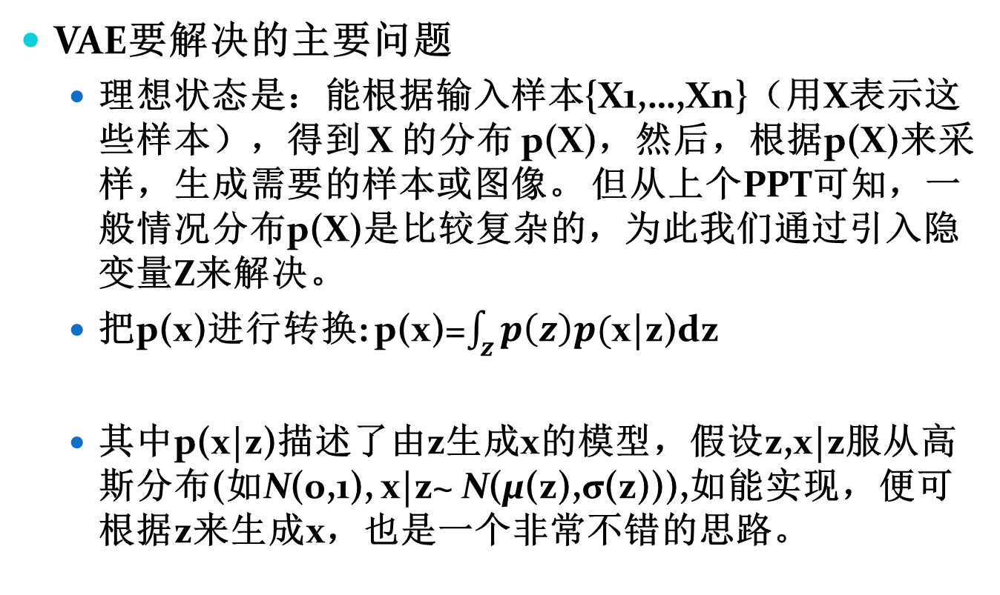 VAE要解决的主要问题
理想状态是：能根据输入样本{X1,...,Xn}（用X表示这
些样本），得到 X 的分布 p(X)，然后，根据p(X)来采
样，生成需要的样本或图像。 但从上个PPT可知，一
般情况分布p(X)是比较复杂的，为此我们通过引入隐
变量Z来解决。
把p(x)进行转换: p(x)=∫_z p(z)p(x|z)dz
其中p(x|z)描述了由z生成x的模型，假设z,x|z服从高
斯分布(如N(0,1), x|z~ N(μ(z),σ(z))),如能实现，便可
根据z来生成x，也是一个非常不错的思路。